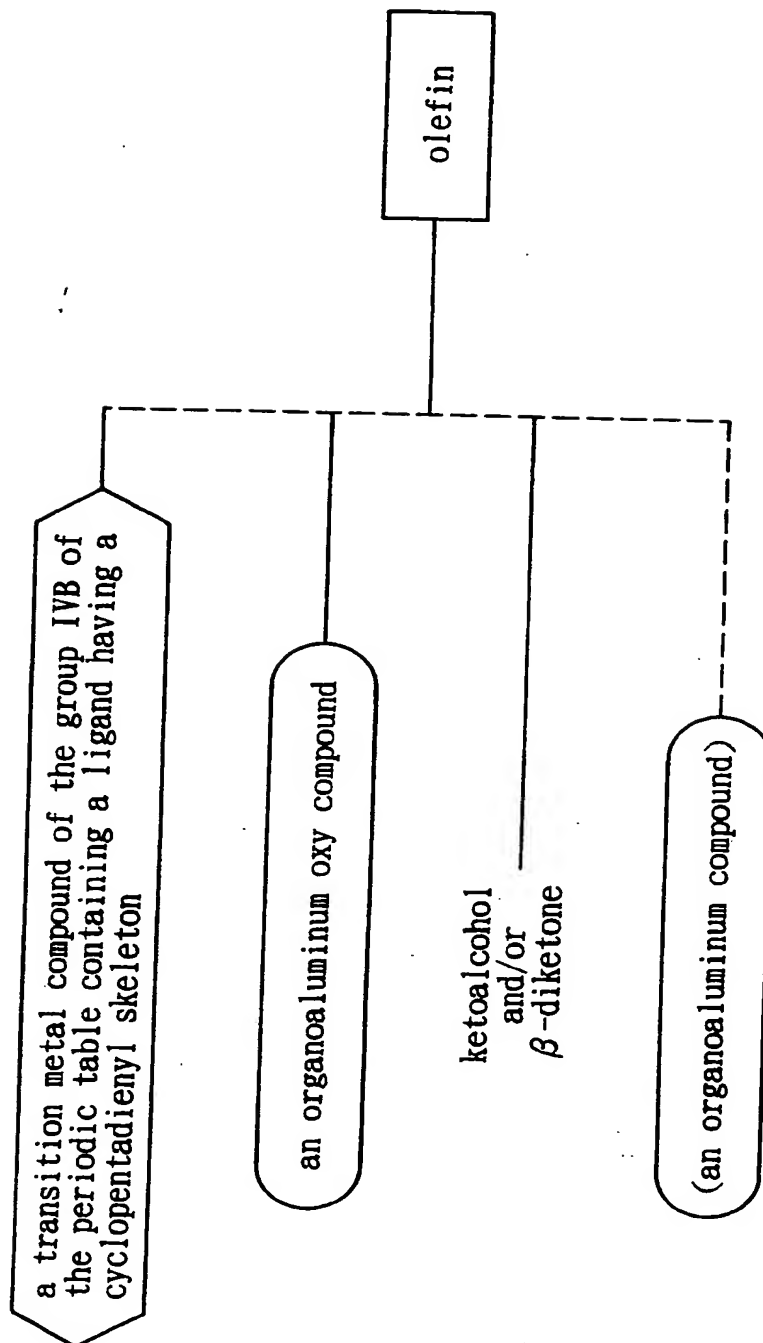 a transition metal compound of the group IVB of
the periodic table containing a ligand having a
cyclopentadienyl skeleton
an organoaluminum oxy compound
ketoalcohol
and/or
β-diketone
(an organoaluminum compound)
olefin